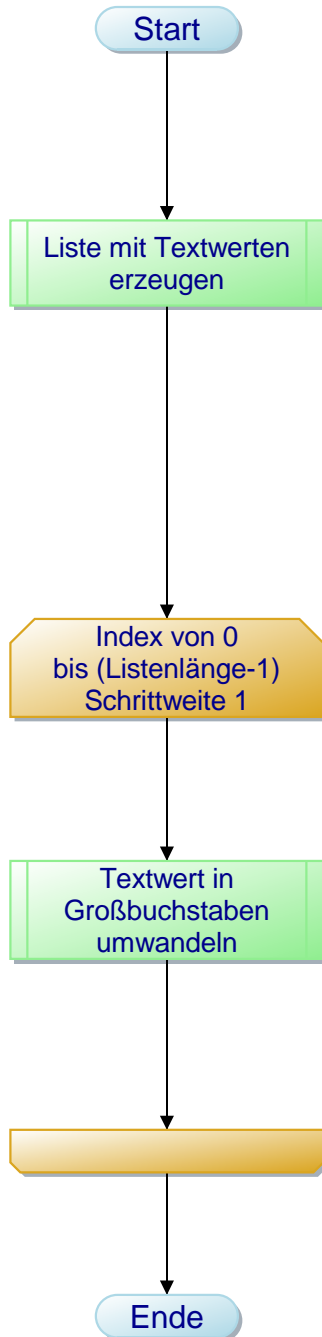 Start
Liste mit Textwerten
erzeugen
Index von 0
bis (Listenlänge-1)
Schrittweite 1
Textwert in
Großbuchstaben
umwandeln
Ende